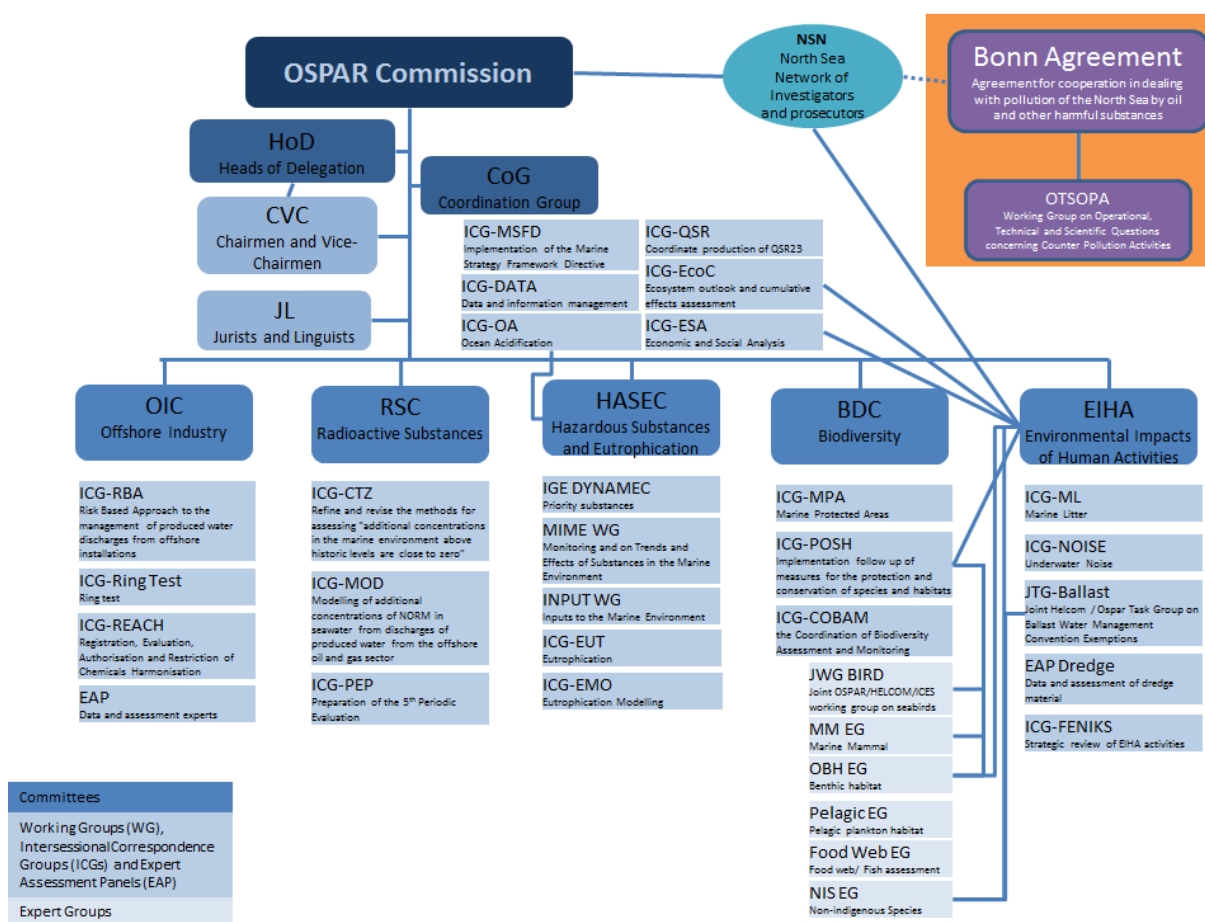 OSPAR Commission
NSN
North Sea
Network of
Investigators
and prosecutors
Bonn Agreement
Agreement for cooperation in dealing
with pollution of the North Sea by oil
and other harmful substances
OTSOPA
Working Group on Operational,
Technical and Scientific Questions
concerning Counter Pollution Activities
HoD
Heads of Delegation
CoG
Coordination Group
CVC
Chairmen and Vice-
Chairmen
JL
Jurists and Linguists
ICG-MSFD
Implementation of the Marine
Strategy Framework Directive
ICG-DATA
Data and information management
ICG-OA
Ocean Acidification
ICG-QSR
Coordinate production of QSR23
ICG-EcoC
Ecosystem outlook and cumulative
effects assessment
ICG-ESA
Economic and Social Analysis
OIC
Offshore Industry
ICG-RBA
Risk Based Approach to the
management of produced water
discharges from offshore
installations
ICG-Ring Test
Ring test
ICG-REACH
Registration, Evaluation,
Authorisation and Restriction of
Chemicals Harmonisation
EAP
Data and assessment experts
RSC
Radioactive Substances
ICG-CTZ
Refine and revise the methods for
assessing "additional concentrations
in the marine environment above
historic levels are close to zero"
ICG-MOD
Modelling of additional
concentrations of NORM in
seawater from discharges of
produced water from the offshore
oil and gas sector
ICG-PEP
Preparation of the 5th Periodic
Evaluation
HASEC
Hazardous Substances
and Eutrophication
IGE DYNAMEC
Priority substances
MIME WG
Monitoring and on Trends and
Effects of Substances in the Marine
Environment
INPUT WG
Inputs to the Marine Environment
ICG-EUT
Eutrophication
ICG-EMO
Eutrophication Modelling
BDC
Biodiversity
ICG-MPA
Marine Protected Areas
ICG-POSH
Implementation follow up of
measures for the protection and
conservation of species and habitats
ICG-COBAM
the Coordination of Biodiversity
Assessment and Monitoring
JWG BIRD
Joint OSPAR/HELCOM/ICES
working group on seabirds
MM EG
Marine Mammal
OBH EG
Benthic habitat
Pelagic EG
Pelagic plankton habitat
Food Web EG
Food web/ Fish assessment
NIS EG
Non-indigenous Species
EIHA
Environmental Impacts
of Human Activities
ICG-ML
Marine Litter
ICG-NOISE
Underwater Noise
JTG-Ballast
Joint Helcom / Ospar Task Group on
Ballast Water Management
Convention Exemptions
EAP Dredge
Data and assessment of dredge
material
ICG-FENIKS
Strategic review of EIHA activities
Committees
Working Groups (WG),
Intersessional Correspondence
Groups (ICGs) and Expert
Assessment Panels (EAP)
Expert Groups